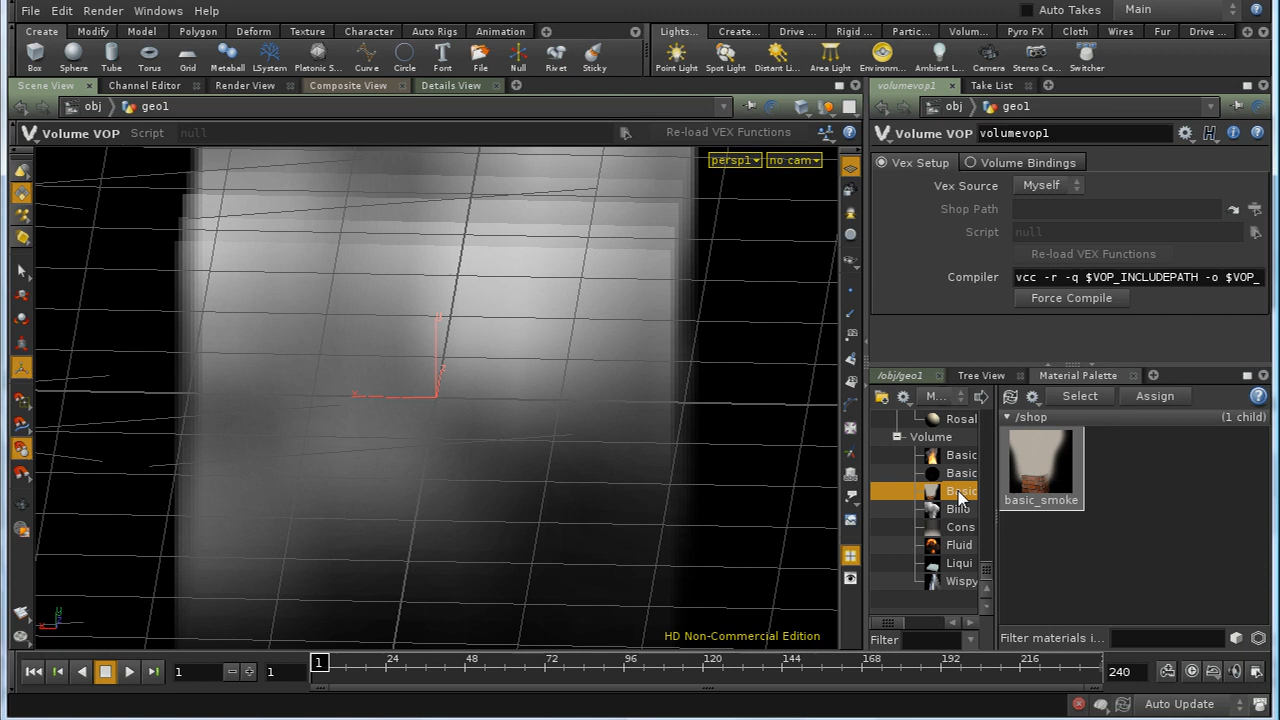 File Edit Render Windows Help Auto Takes Main
Create Modify Model Polygon Deform Texture Character Auto Rigs Animation Lights... Create... Drive ... Rigid ... Partic... Volum... Pyro FX Cloth Wires Fur Drive ...
Box Sphere Tube Torus Grid Metaball LSystem Platonic S... Curve Circle Font File Null Rivet Sticky Point Light Spot Light Distant Li... Area Light Environm... Ambient L... Camera Stereo Ca... Switcher
Scene View Channel Editor Render View Composite View Details View volumevop1 Take List
obj geo1 obj geo1
Volume VOP Script null Re-load VEX Functions Volume VOP volumevop1
persp1 no cam
Vex Setup Volume Bindings
Vex Source Myself
Shop Path
Script null
Re-load VEX Functions
Compiler vcc -r -q $VOP_INCLUDEPATH -o $VOP_
Force Compile
/obj/geo1 Tree View Material Palette
M... Select Assign
Rosal /shop (1 child)
Volume
Basic
Basic
Basic basic_smoke
Billo
Cons
Fluid
Liqui
Wispy
HD Non-Commercial Edition
Filter Filter materials i...
1 1 1 24 48 72 96 120 144 168 192 216 240
Auto Update